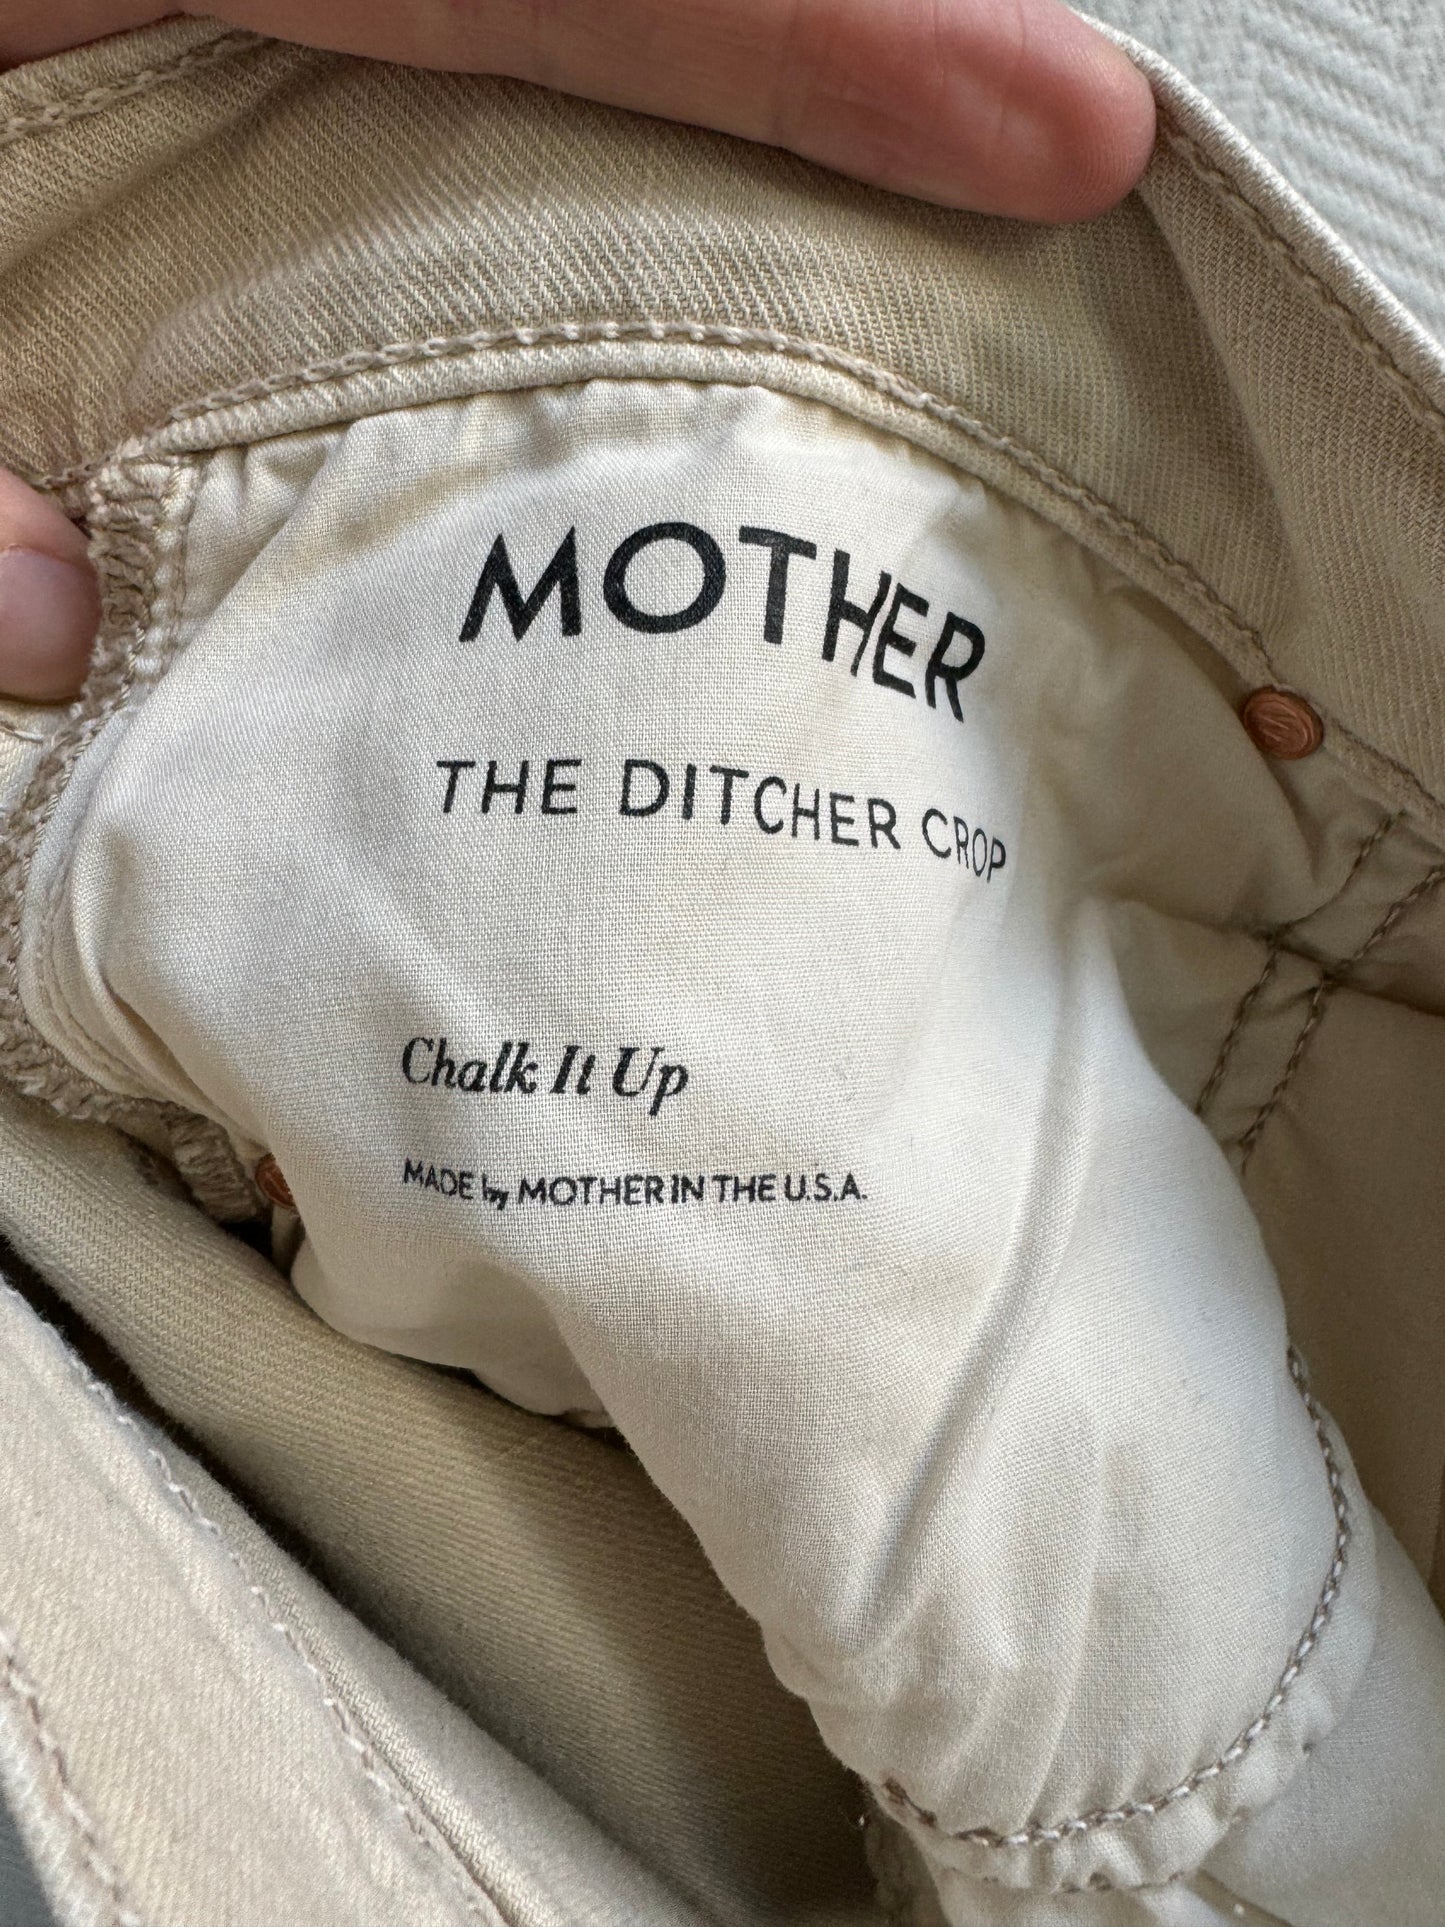 MOTHER
THE DITCHER CROP
Chalk It Up
MADE by MOTHER IN THE U.S.A.